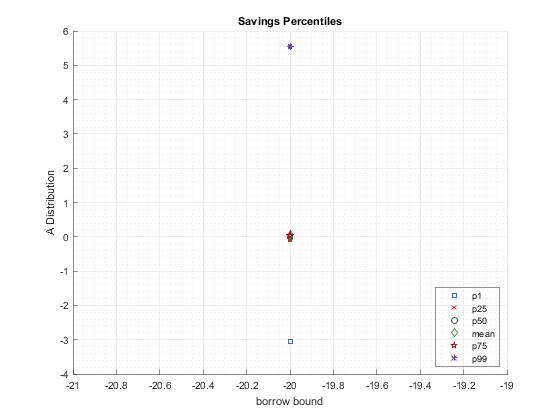 Savings Percentiles
6
5
4
3
2
1
0
-1
-2
-3
-4
A Distribution
-21
-20.8
-20.6
-20.4
-20.2
-20
-19.8
-19.6
-19.4
-19.2
-19
borrow bound
p1
p25
p50
mean
p75
p99